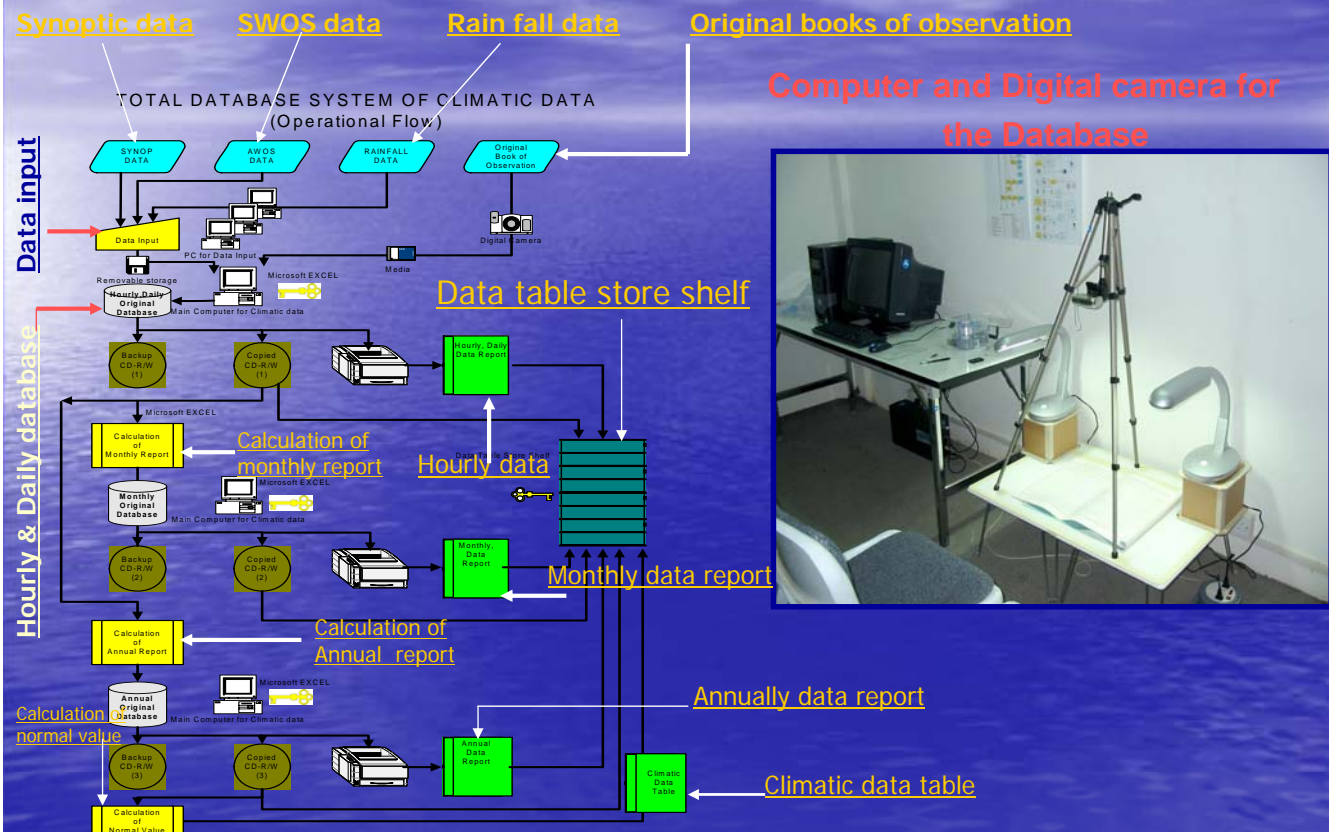 Synoptic data
SWOS data
Rain fall data
Original books of observation
Computer and Digital camera for
the Database
TOTAL DATABASE SYSTEM OF CLIMATIC DATA
(Operational Flow)
Data input
SYNOP
DATA
AWOS
DATA
RAINFALL
DATA
Original
Book of
Observation
Data Input
PC for Data Input
Digital Camera
Media
Removable storage
Microsoft EXCEL
Hourly,Daily
Original
Database
Main Computer for Climatic data
Data table store shelf
Hourly & Daily database
Backup
CD-R/W
(1)
Copied
CD-R/W
(1)
Hourly, Daily
Data Report
Microsoft EXCEL
Calculation
of
Monthly Report
Calculation of
monthly report
Hourly data
Data Table Store Shelf
Monthly
Original
Database
Microsoft EXCEL
Main Computer for Climatic data
Backup
CD-R/W
(2)
Copied
CD-R/W
(2)
Monthly,
Data
Report
Monthly data report
Calculation
of
Annual Report
Calculation of
Annual report
Annual
Original
Database
Microsoft EXCEL
Main Computer for Climatic data
Calculation of
normal value
Annually data report
Backup
CD-R/W
(3)
Copied
CD-R/W
(3)
Annual
Data
Report
Climatic
Data
Table
Climatic data table
Calculation
of
Normal Value